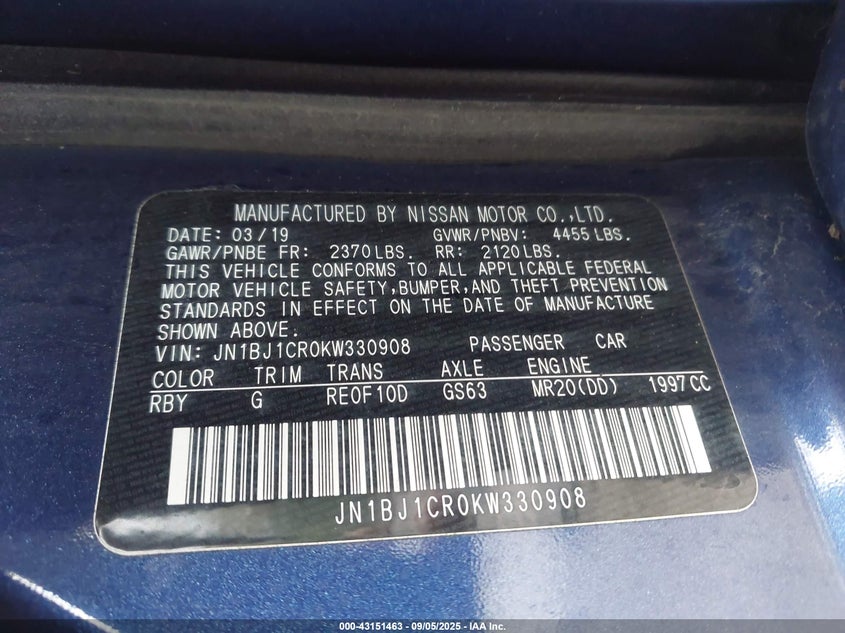 MANUFACTURED BY NISSAN MOTOR CO.,LTD.
DATE: 03/19 GVWR/PNBV: 4455 LBS.
GAWR/PNBE FR: 2370 LBS. RR: 2120 LBS.
THIS VEHICLE CONFORMS TO ALL APPLICABLE FEDERAL
MOTOR VEHICLE SAFETY,BUMPER,AND THEFT PREVENTION
STANDARDS IN EFFECT ON THE DATE OF MANUFACTURE
SHOWN ABOVE.
VIN: JN1BJ1CR0KW330908 PASSENGER CAR
COLOR TRIM TRANS AXLE ENGINE
RBY G RE0F10D GS63 MR20(DD) 1997 CC
JN1BJ1CR0KW330908
000-43151463 - 09/05/2025 - IAA Inc.